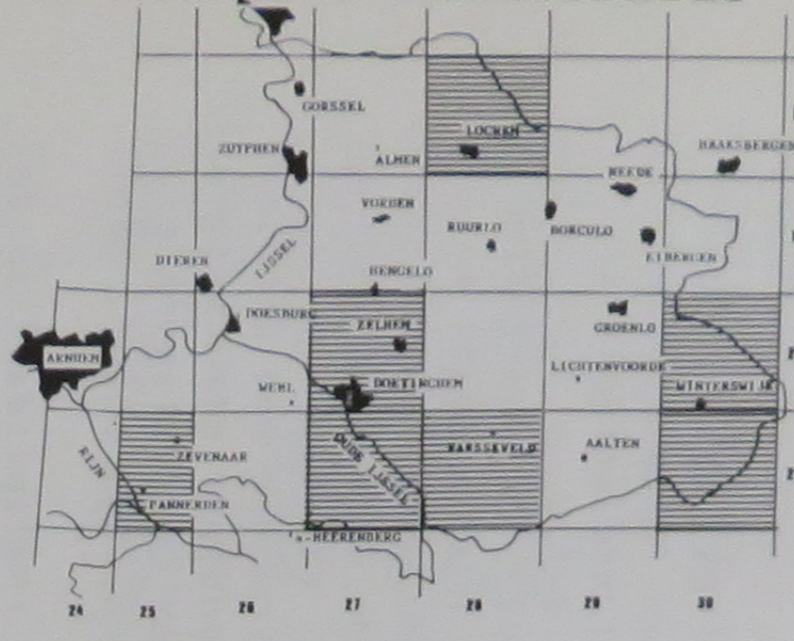 GORSSEL
LOCHEM
ZUTPHEN
ALMEN
HAAKSBERGEN
NEEDE
VORDEN
RUURLO
BORCULO
EIBERGEN
DIEREN
IJSSEL
HENGELO
DOESBURG
ZELHEM
GROENLO
ARNHEM
LICHTENVOORDE
WEHL
DOETINCHEM
WINTERSWIJK
RIJN
ZEVENAAR
OUDE IJSSEL
VARSSEVELD
AALTEN
PANNERDEN
'S-HEERENBERG
24 25 26 27 28 29 30